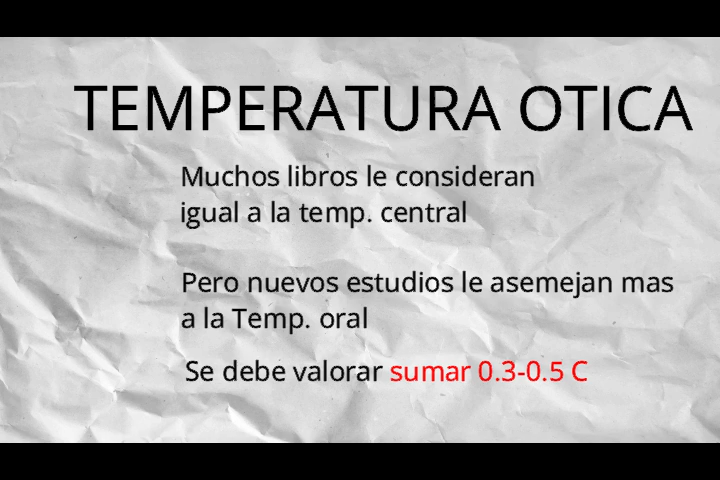 TEMPERATURA OTICA
Muchos libros le consideran
igual a la temp. central
Pero nuevos estudios le asemejan mas
a la Temp. oral
Se debe valorar sumar 0.3-0.5 C